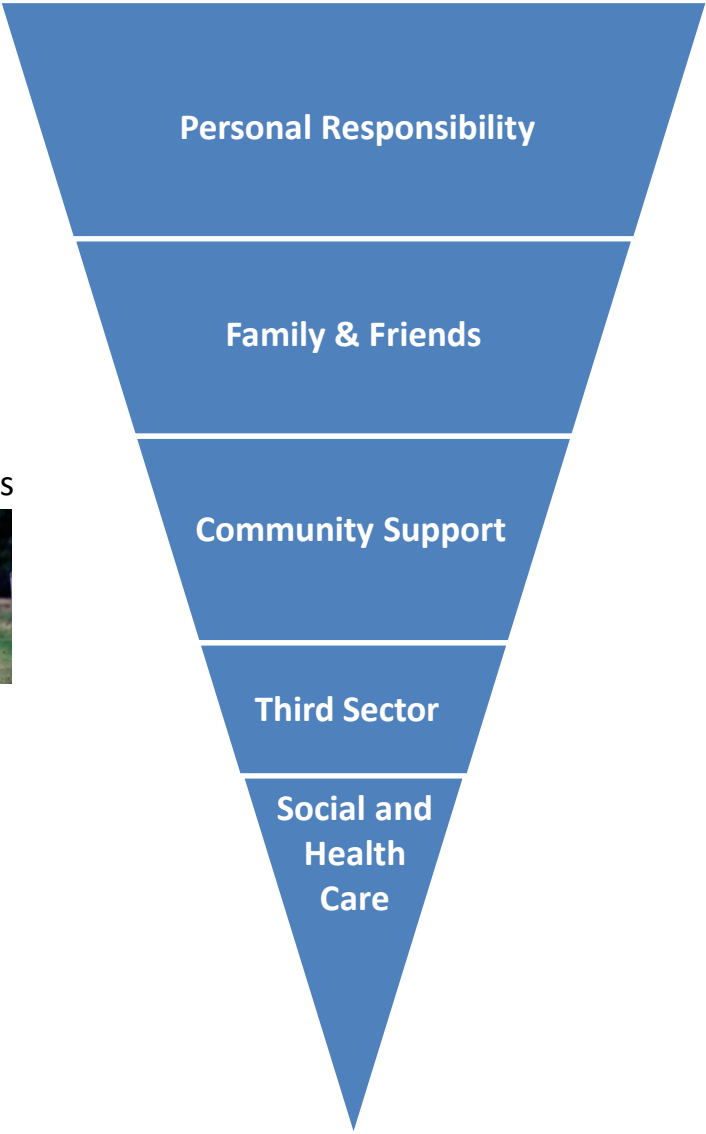 Personal Responsibility
Family & Friends
s
Community Support
Third Sector
Social and
Health
Care